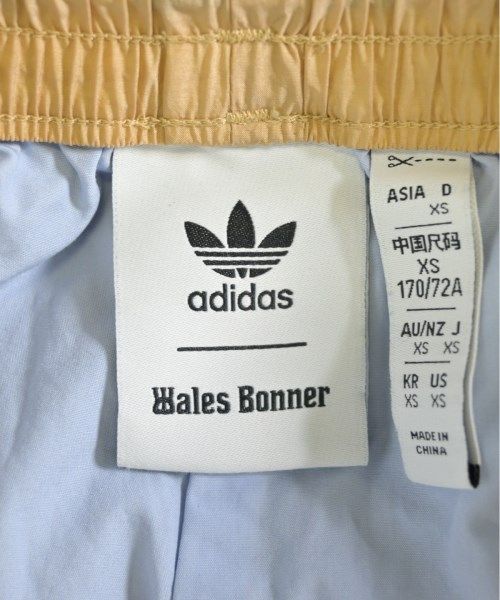 adidas
Wales Bonner
ASIA D
XS
中国尺码
XS
170/72A
AU/NZ J
XS XS
KR US
XS XS
MADE IN
CHINA